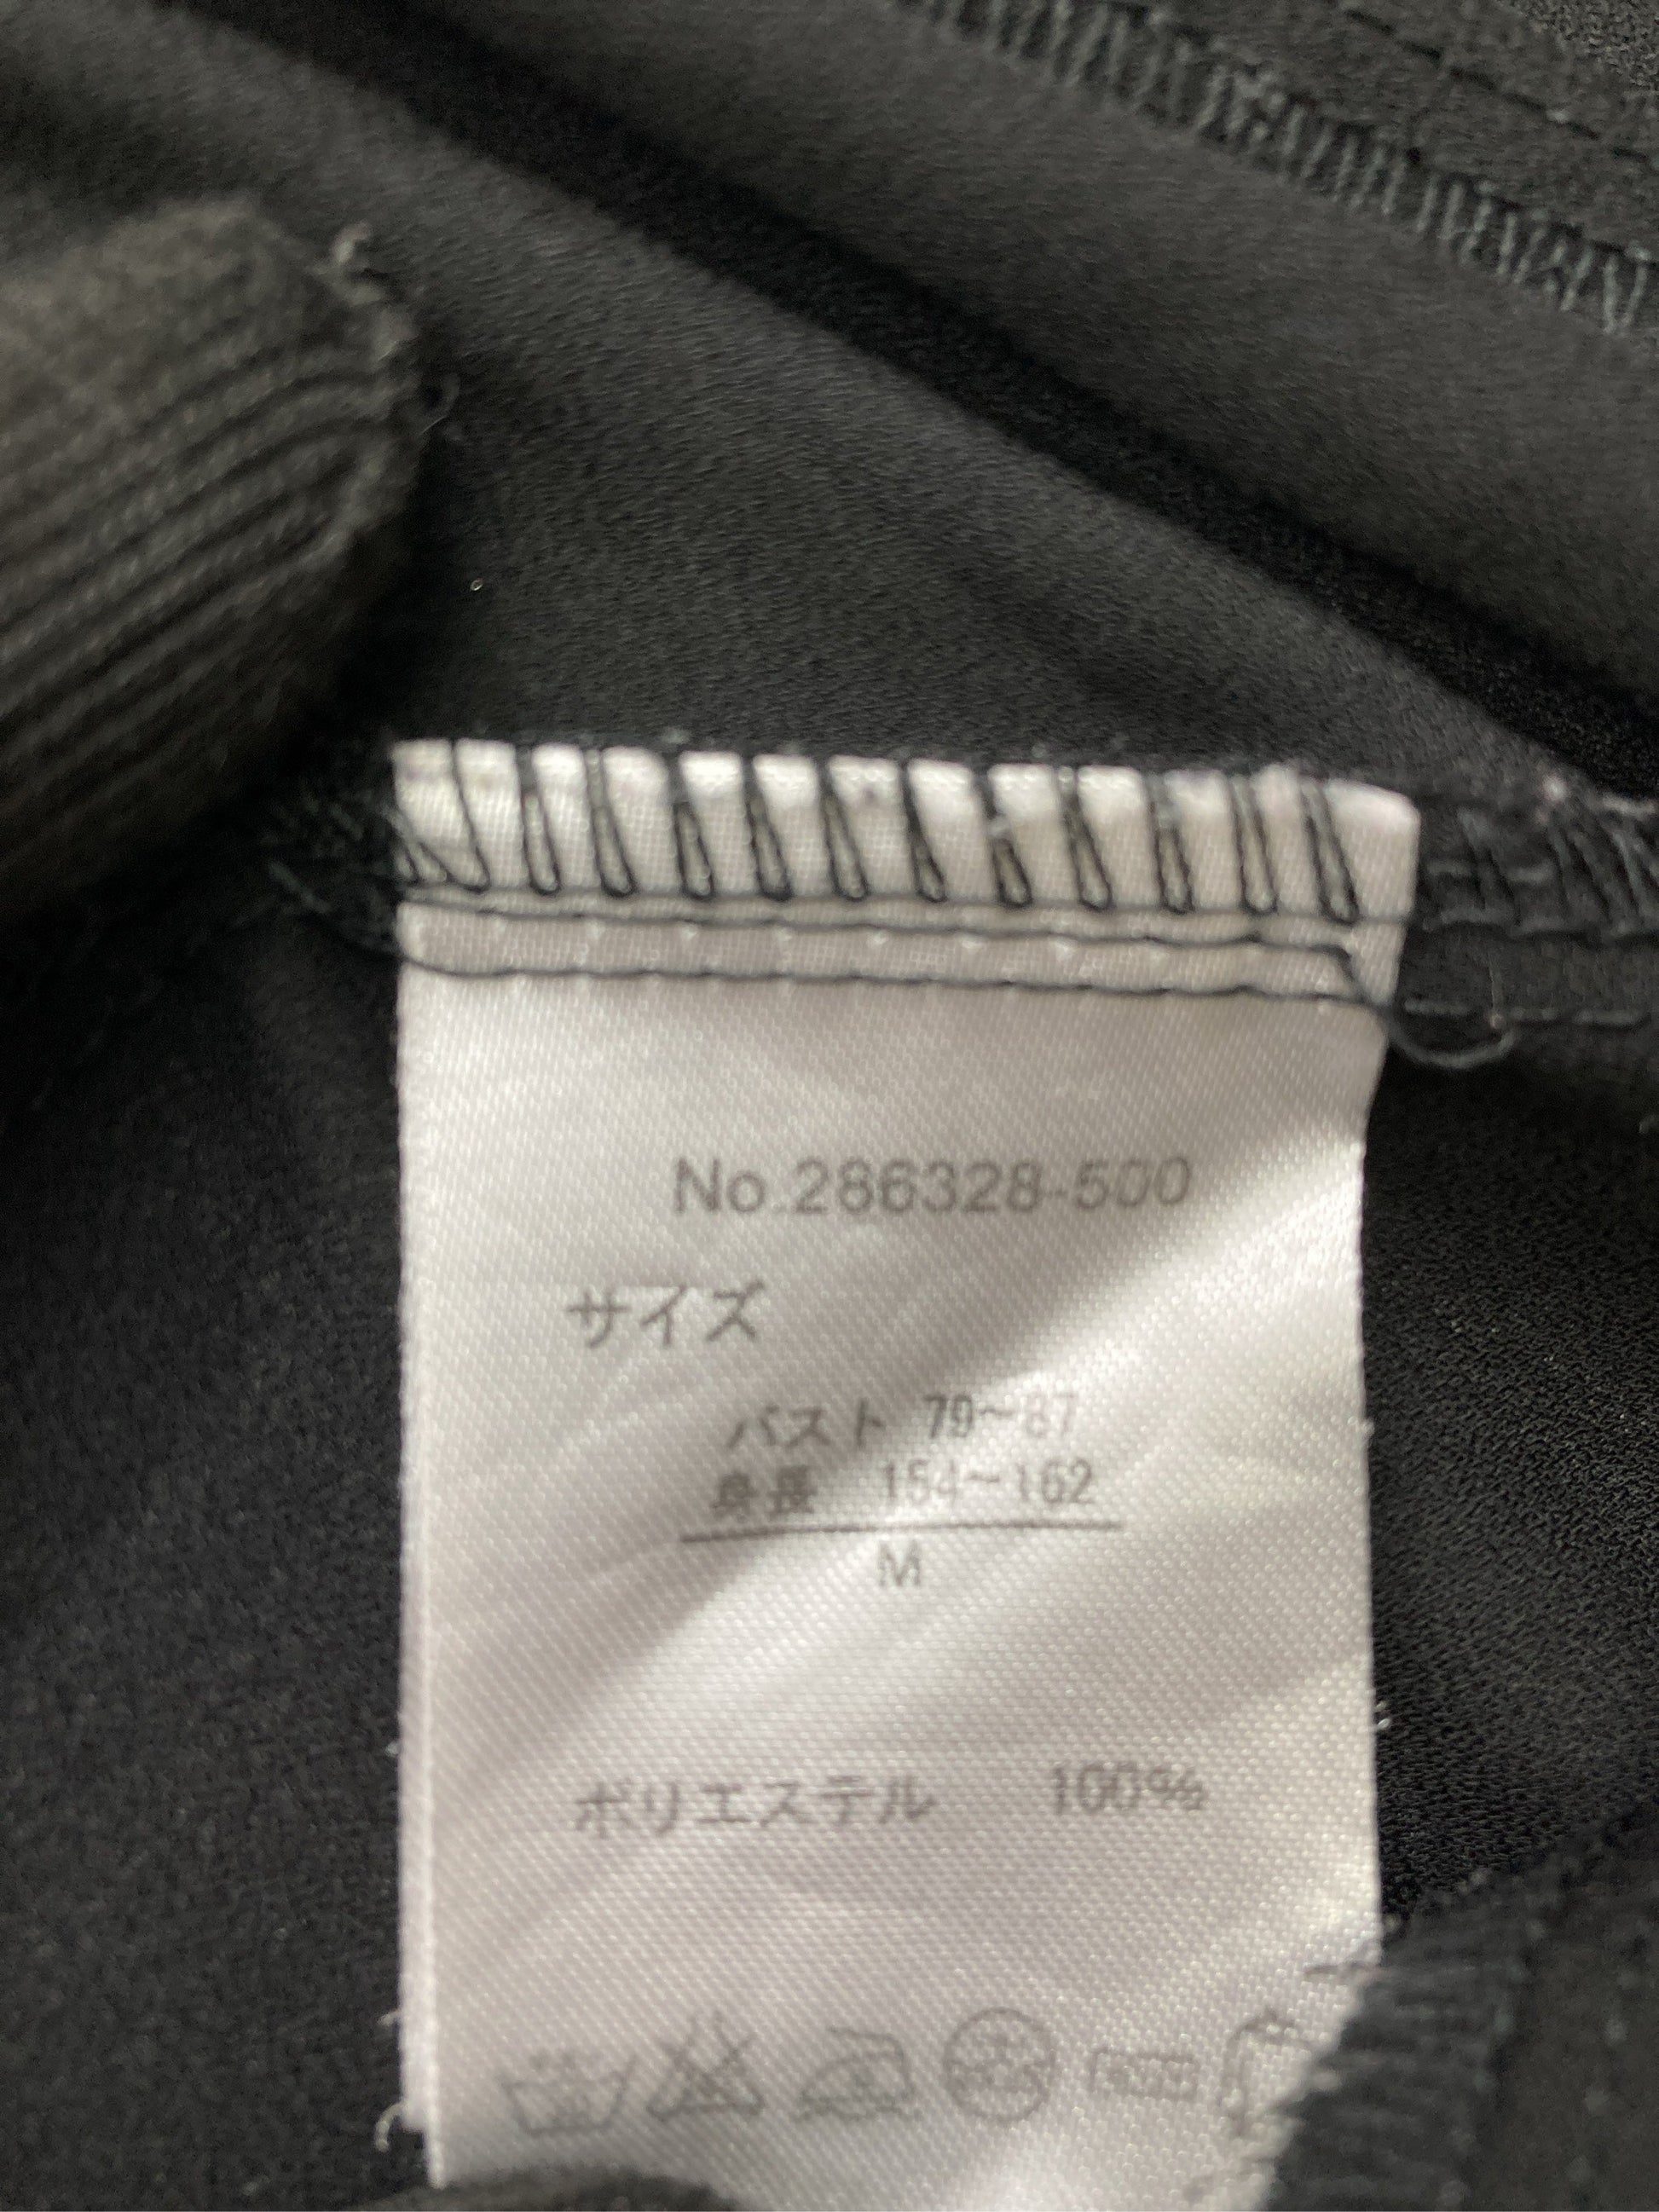 No.286328-500
サイズ
バスト 79～87
身長 154～162
M
ポリエステル 100%